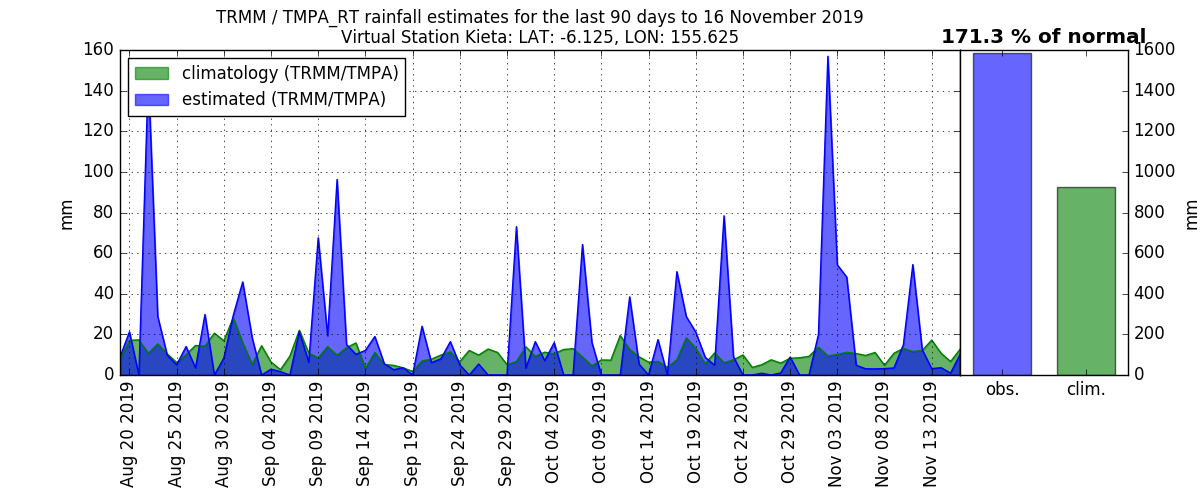 TRMM / TMPA_RT rainfall estimates for the last 90 days to 16 November 2019
Virtual Station Kieta: LAT: -6.125, LON: 155.625
171.3 % of normal
climatology (TRMM/TMPA)
estimated (TRMM/TMPA)
mm
160
140
120
100
80
60
40
20
0
Aug 20 2019
Aug 25 2019
Aug 30 2019
Sep 04 2019
Sep 09 2019
Sep 14 2019
Sep 19 2019
Sep 24 2019
Sep 29 2019
Oct 04 2019
Oct 09 2019
Oct 14 2019
Oct 19 2019
Oct 24 2019
Oct 29 2019
Nov 03 2019
Nov 08 2019
Nov 13 2019
obs.
clim.
1600
1400
1200
1000
800
600
400
200
0
mm